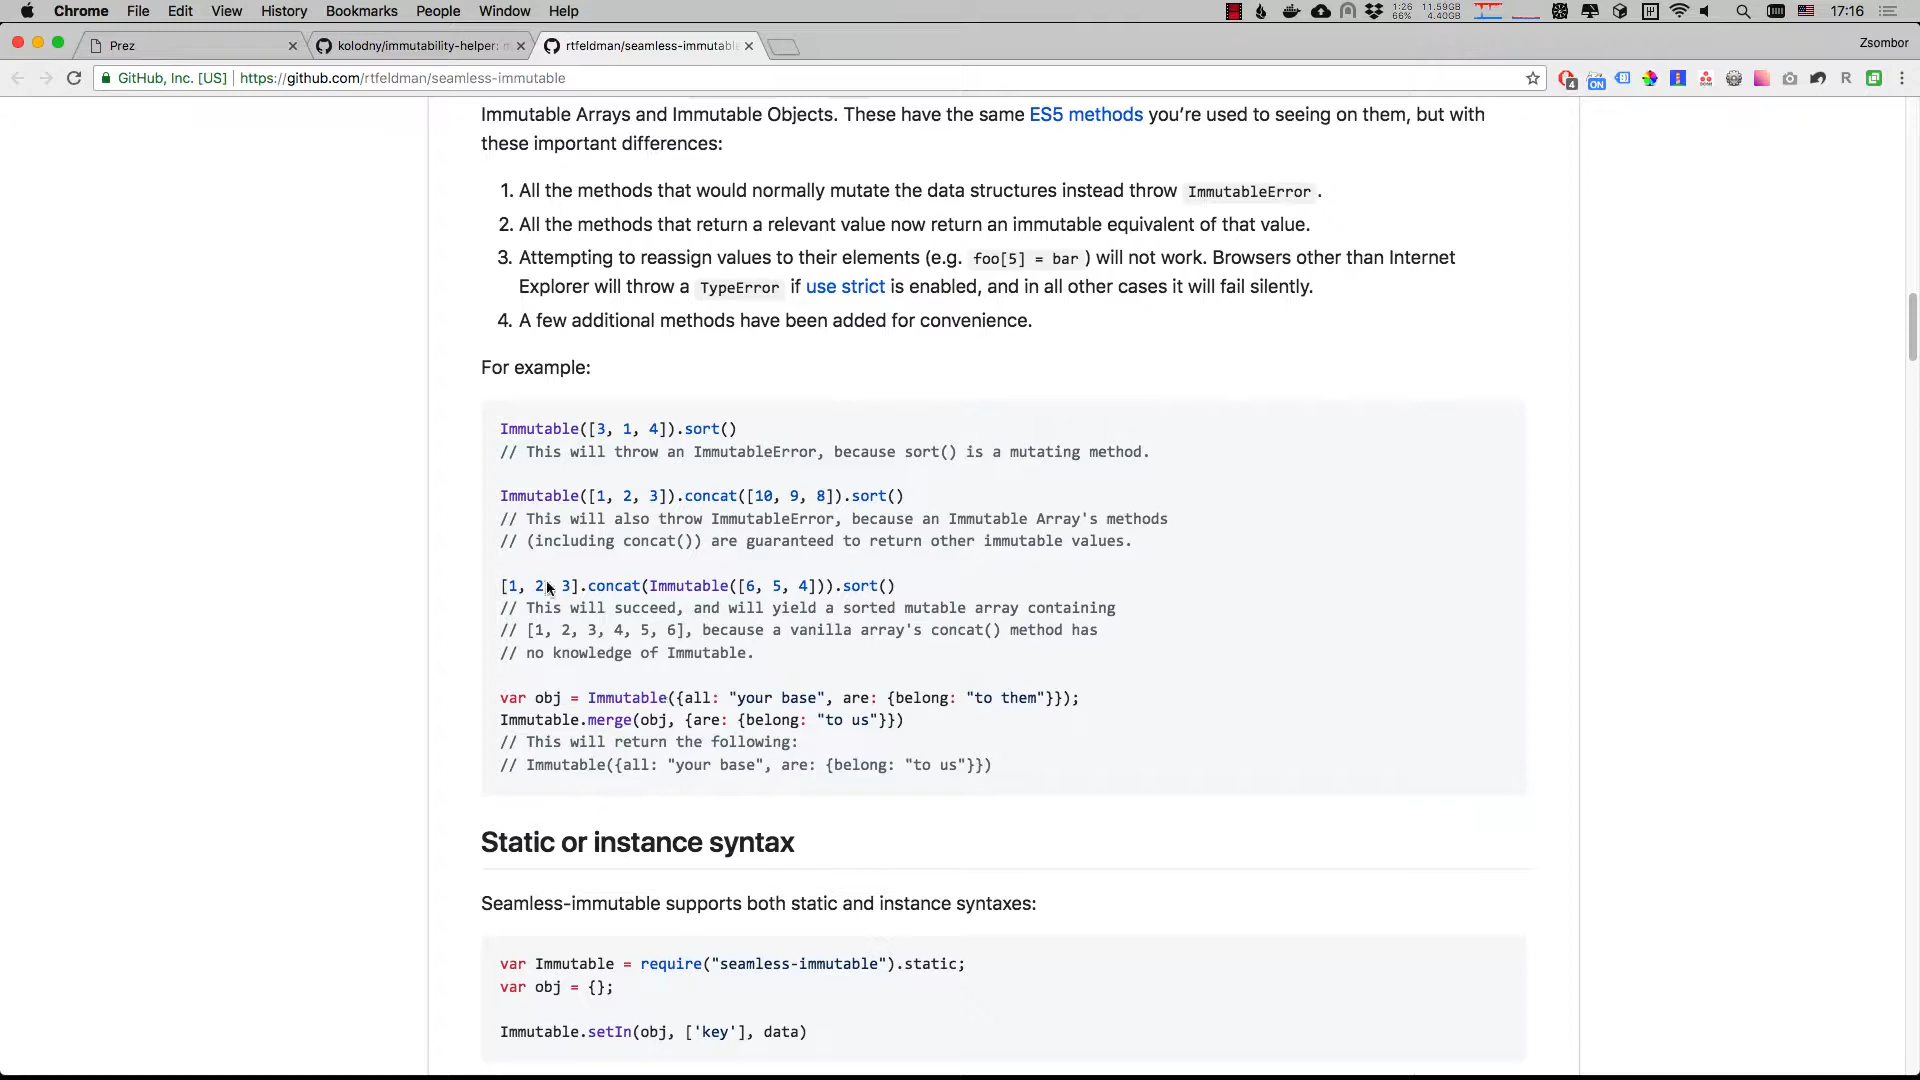 Chrome File Edit View History Bookmarks People Window Help 1:26 66% 11.59GB 4.40GB 17:16
Prez kolodny/immutability-helper: m rtfeldman/seamless-immutable Zsombor
GitHub, Inc. [US] https://github.com/rtfeldman/seamless-immutable 4 ON
Immutable Arrays and Immutable Objects. These have the same ES5 methods you're used to seeing on them, but with
these important differences:
1. All the methods that would normally mutate the data structures instead throw ImmutableError .
2. All the methods that return a relevant value now return an immutable equivalent of that value.
3. Attempting to reassign values to their elements (e.g. foo[5] = bar ) will not work. Browsers other than Internet
Explorer will throw a TypeError if use strict is enabled, and in all other cases it will fail silently.
4. A few additional methods have been added for convenience.
For example:
Immutable([3, 1, 4]).sort()
// This will throw an ImmutableError, because sort() is a mutating method.
Immutable([1, 2, 3]).concat([10, 9, 8]).sort()
// This will also throw ImmutableError, because an Immutable Array's methods
// (including concat()) are guaranteed to return other immutable values.
[1, 2, 3].concat(Immutable([6, 5, 4])).sort()
// This will succeed, and will yield a sorted mutable array containing
// [1, 2, 3, 4, 5, 6], because a vanilla array's concat() method has
// no knowledge of Immutable.
var obj = Immutable({all: "your base", are: {belong: "to them"}});
Immutable.merge(obj, {are: {belong: "to us"}})
// This will return the following:
// Immutable({all: "your base", are: {belong: "to us"}})
Static or instance syntax
Seamless-immutable supports both static and instance syntaxes:
var Immutable = require("seamless-immutable").static;
var obj = {};
Immutable.setIn(obj, ['key'], data)